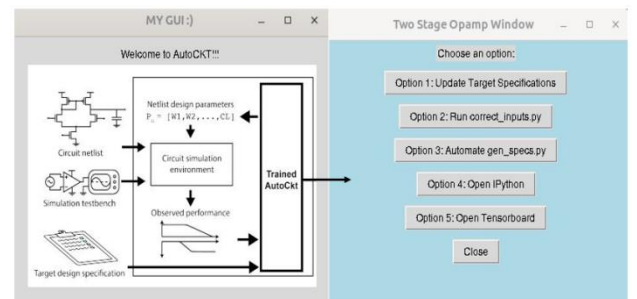 MY GUI:)
Welcome to AutoCKT!!!
Netlist design parameters
= [W1,W2,...,CL]
Circuit netlist
Circuit simulation
environment
Trained
AutoCkt
Simulation testbench
Observed performance
Target design specification
Two Stage Opamp Window
Choose an option:
Option 1: Update Target Specifications
Option 2: Run correct_inputs.py
Option 3: Automate gen_specs.py
Option 4: Open IPython
Option 5: Open Tensorboard
Close